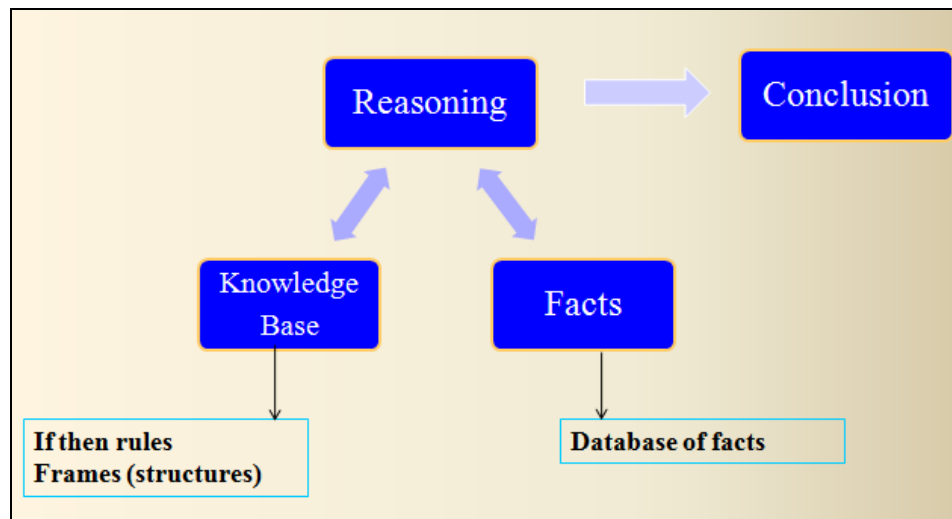 Reasoning
Conclusion
Knowledge
Base
Facts
If then rules
Frames (structures)
Database of facts